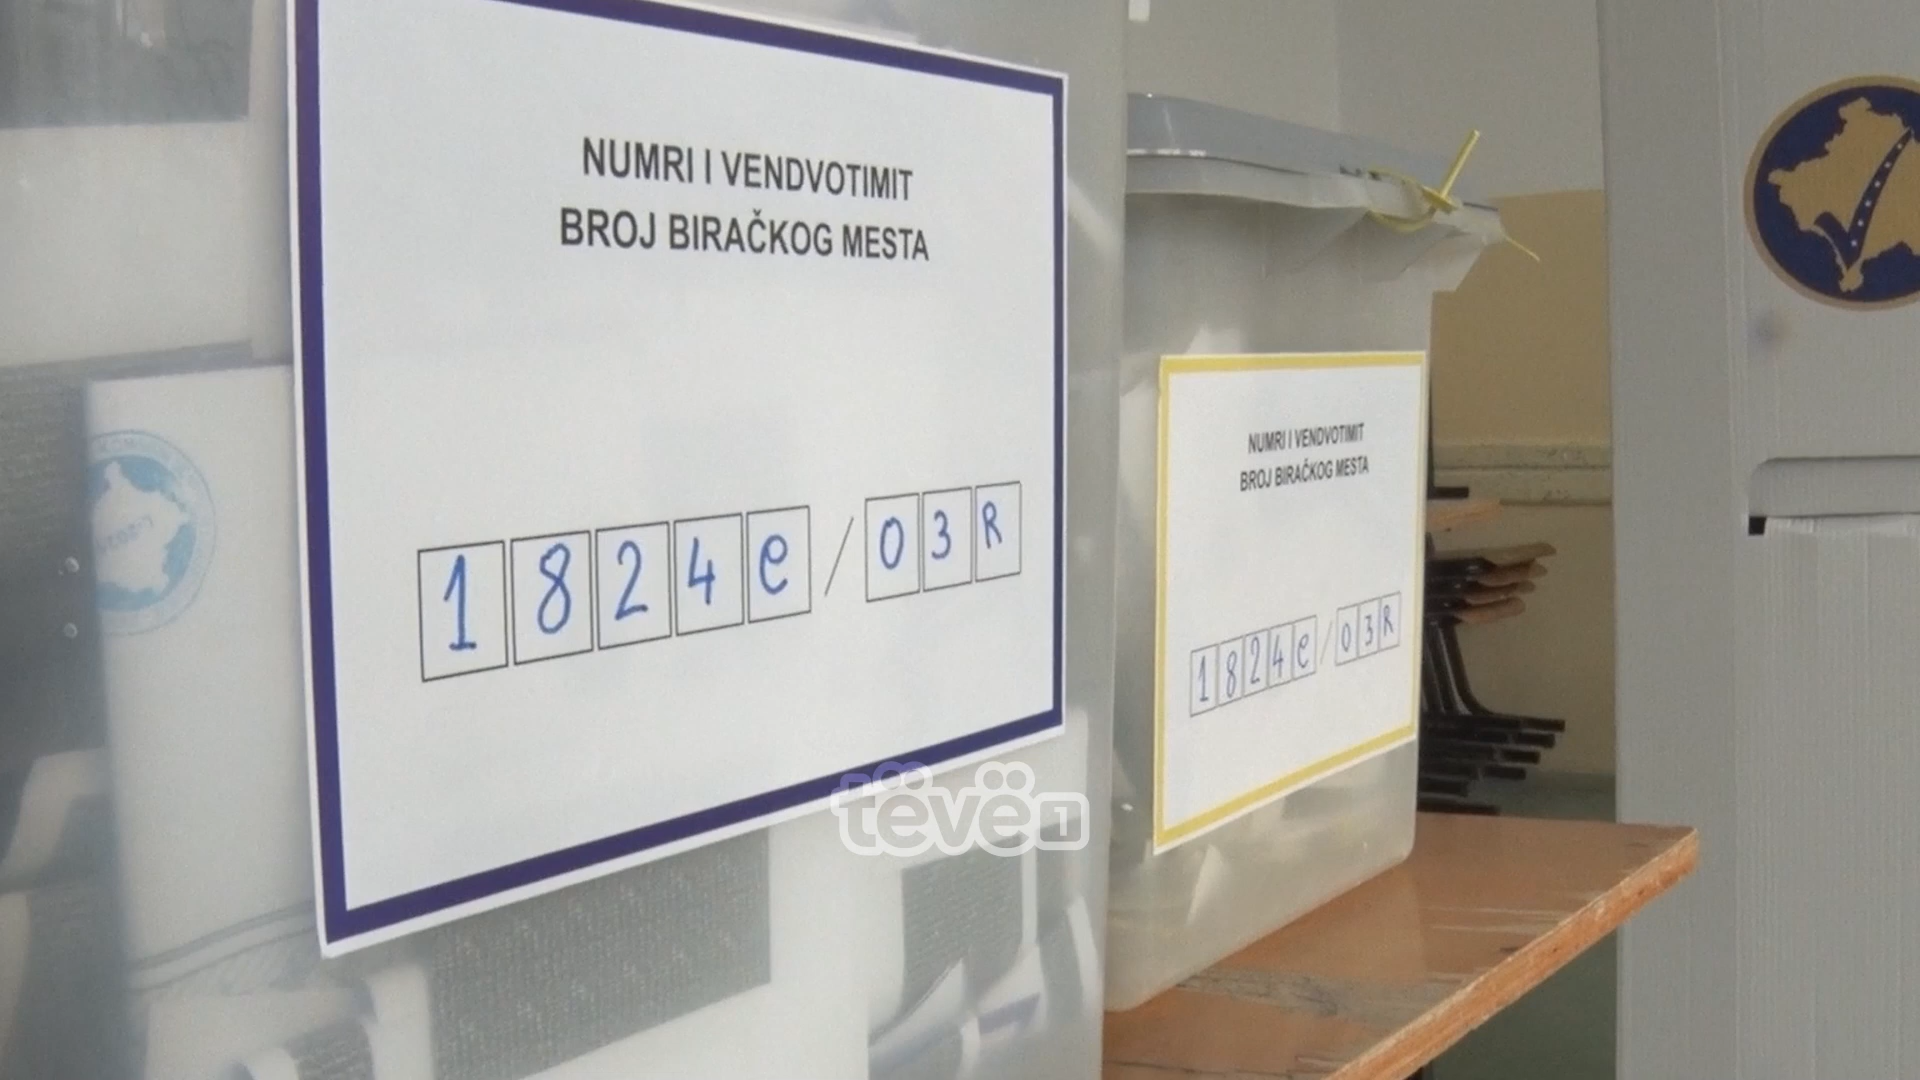 NUMRI I VENDVOTIMIT
BROJ BIRAČKOG MESTA
1824e/03R
NUMRI I VENDVOTIMIT
BROJ BIRAČKOG MESTA
1824e/03R
tëvë1